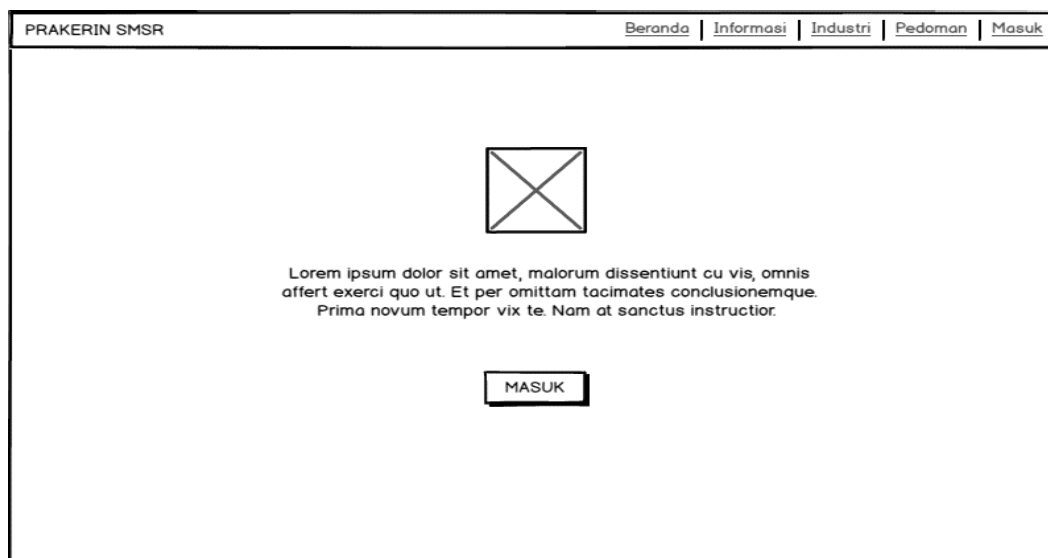 PRAKERIN SMSR
Beranda | Informasi | Industri | Pedoman | Masuk
Lorem ipsum dolor sit amet, malorum dissentiunt cu vis, omnis
affert exerci quo ut. Et per omittam tacimates conclusionemque.
Prima novum tempor vix te. Nam at sanctus instructior.
MASUK